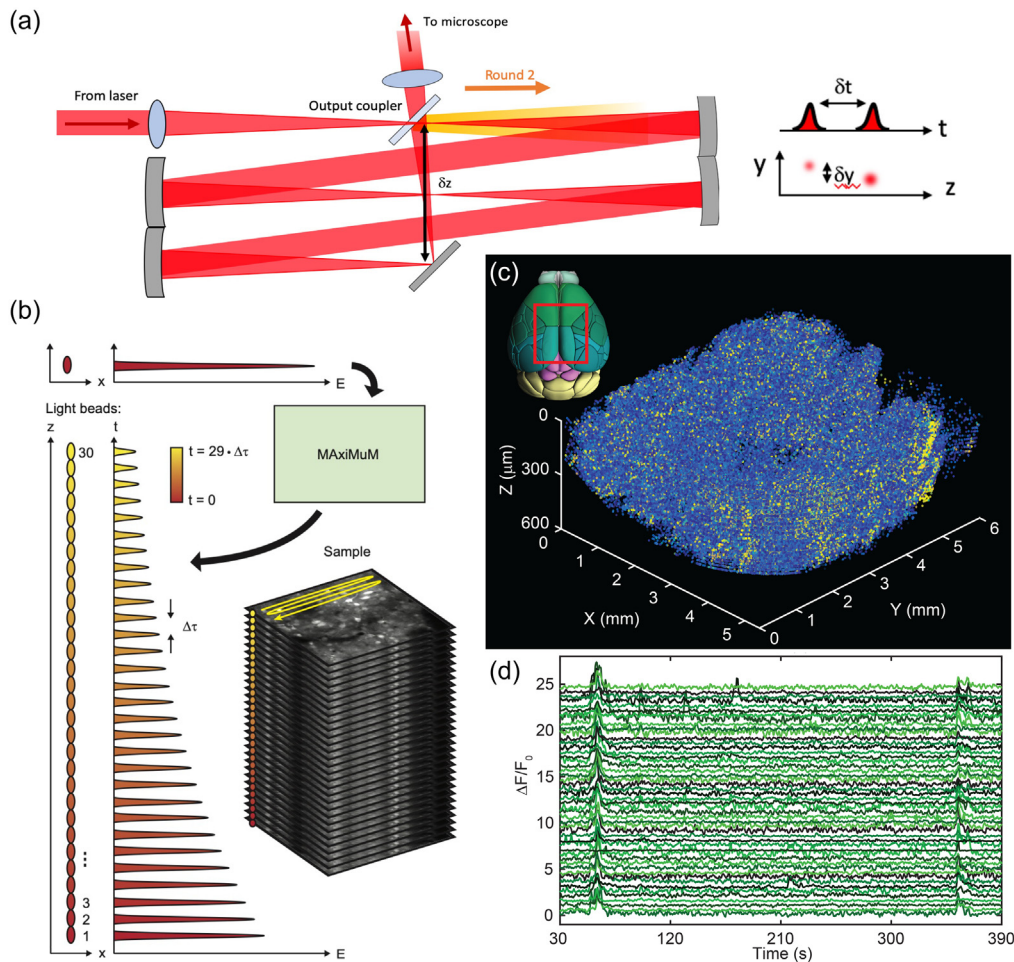 (a)
To microscope
From laser
Output coupler
Round 2
δz
δt
t
y
δy
z
(b)
x
E
Light beads:
z
t
30
t = 29 · Δτ
t=0
MAxiMuM
Δτ
Sample
⋮
3
2
1
x
E
(c)
0
300
600
Z (μm)
0
1
2
3
4
5
X (mm)
0
1
2
3
4
5
6
Y (mm)
(d)
25
20
15
10
5
0
ΔF/F0
30
120
210
300
390
Time (s)